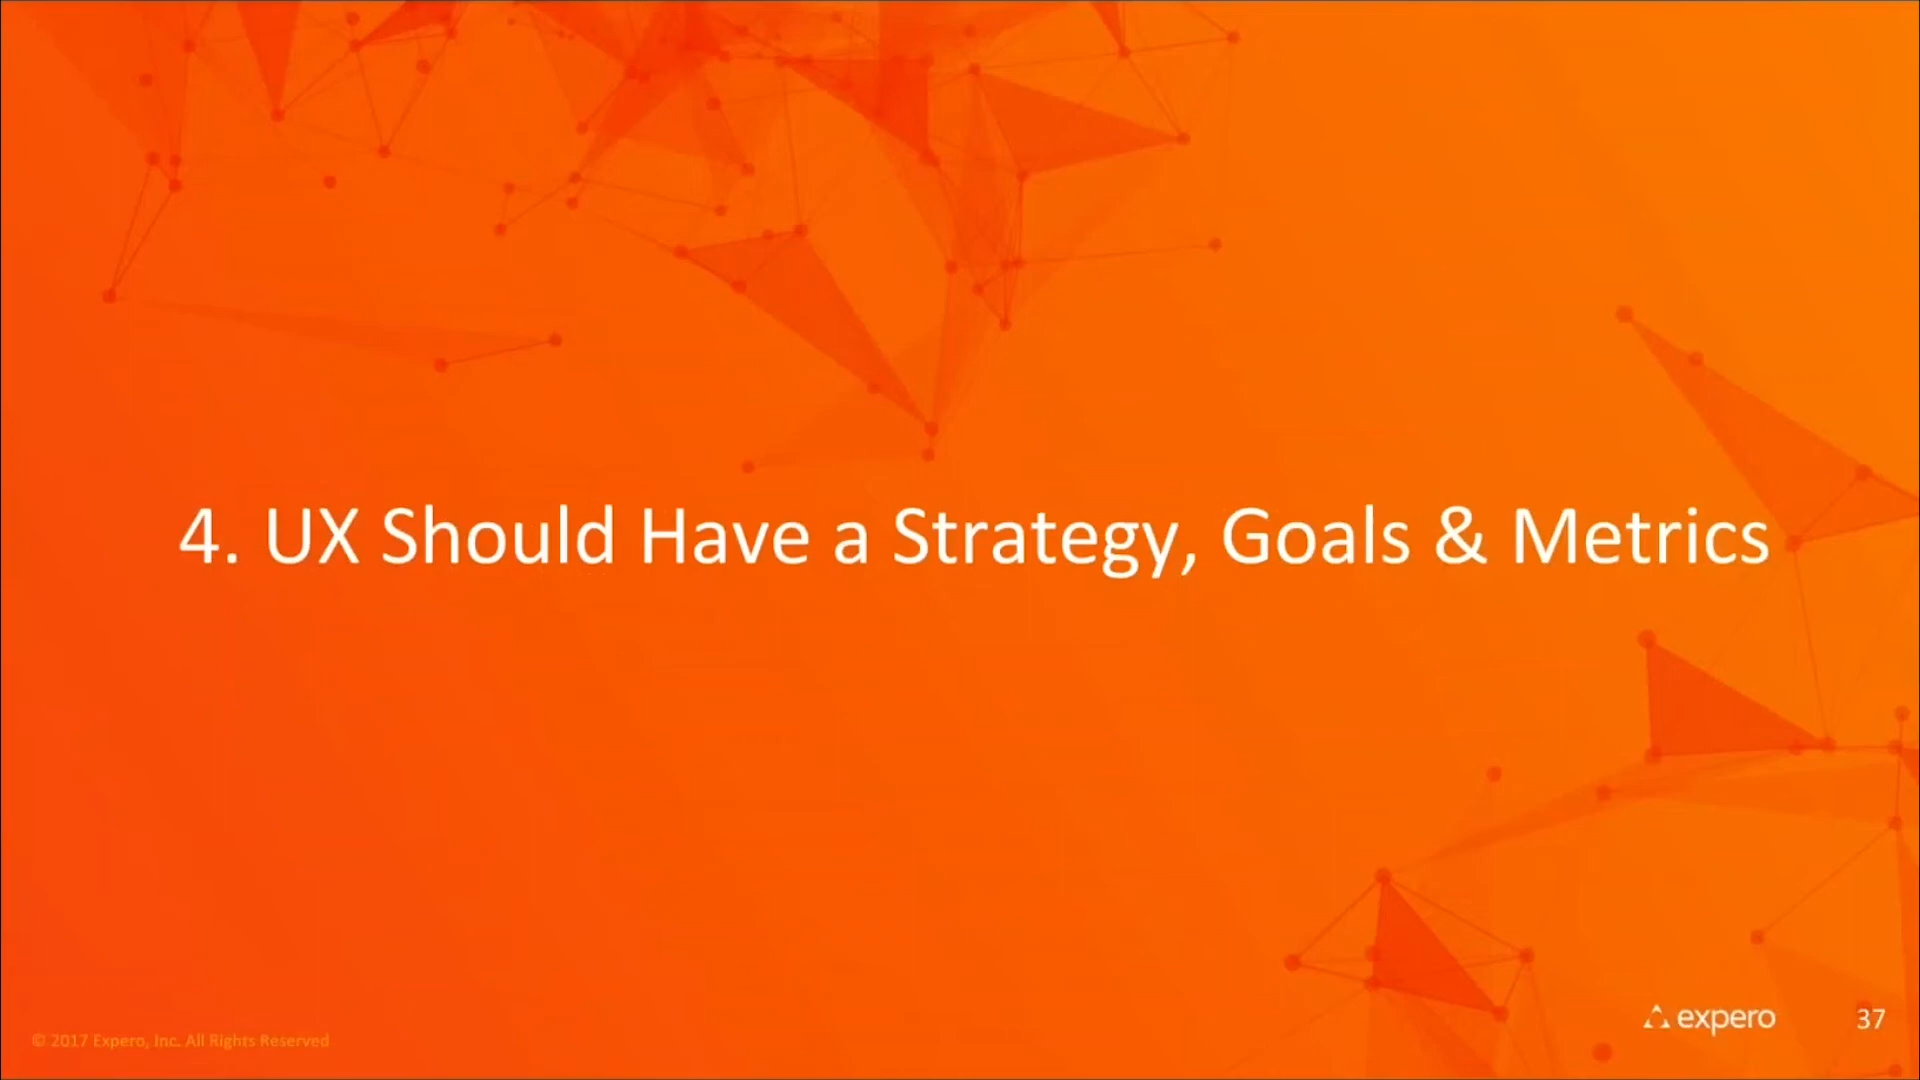 4. UX Should Have a Strategy, Goals & Metrics
© 2017 Expero, Inc. All Rights Reserved
expero
37